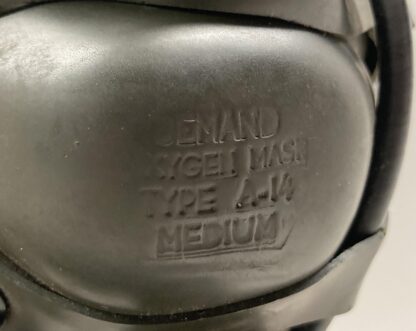 DEMAND
OXYGEN MASK
TYPE A-14
MEDIUM